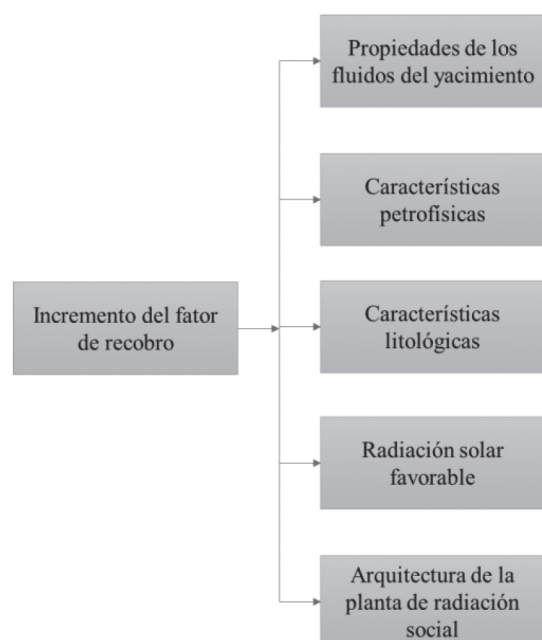 Propiedades de los
fluidos del yacimiento
Características
petrofísicas
Incremento del fator
de recobro
Características
litológicas
Radiación solar
favorable
Arquitectura de la
planta de radiación
social